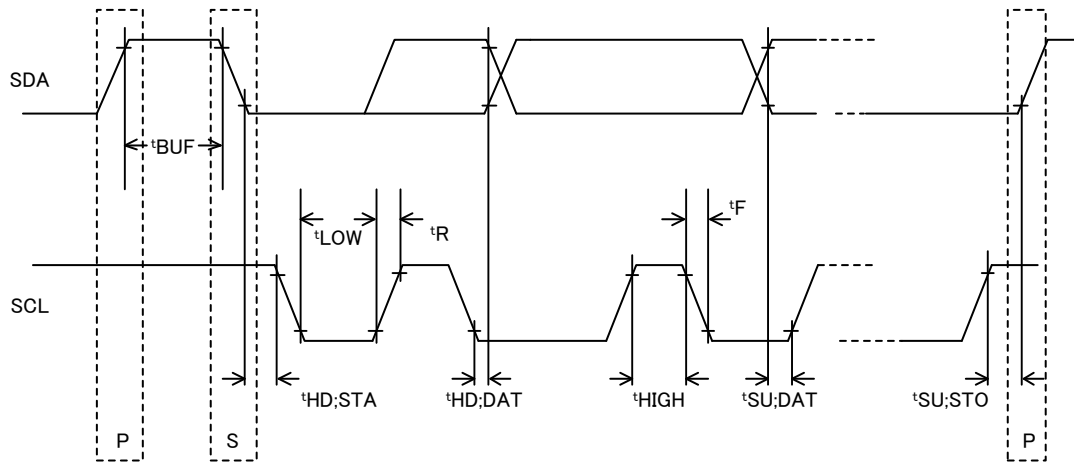 SDA
tBUF
tLOW
tR
tF
SCL
tHD;STA
tHD;DAT
tHIGH
tSU;DAT
tSU;STO
P
S
P